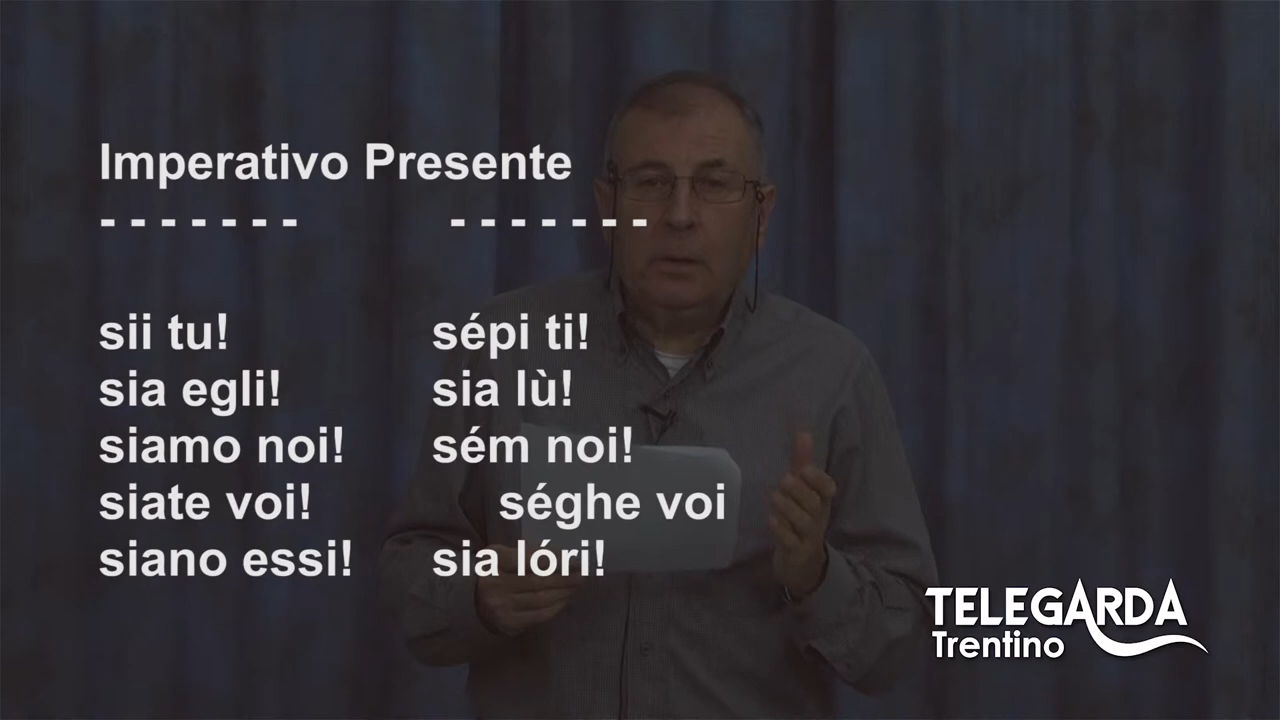 Imperativo Presente
- - - - - - - - - - - - - -
sii tu! sépi ti!
sia egli! sia lù!
siamo noi! sém noi!
siate voi! séghe voi
siano essi! sia lóri!
TELEGARDA
Trentino